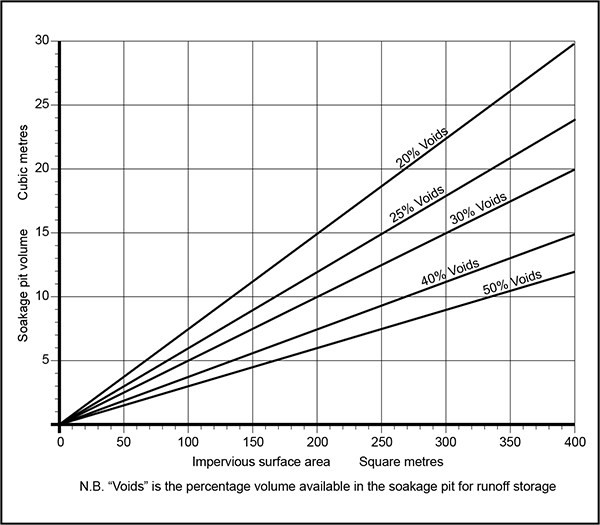 30
25
20
15
10
5
Soakage pit volume Cubic metres
20% Voids
25% Voids
30% Voids
40% Voids
50% Voids
0 50 100 150 200 250 300 350 400
Impervious surface area Square metres
N.B. “Voids” is the percentage volume available in the soakage pit for runoff storage